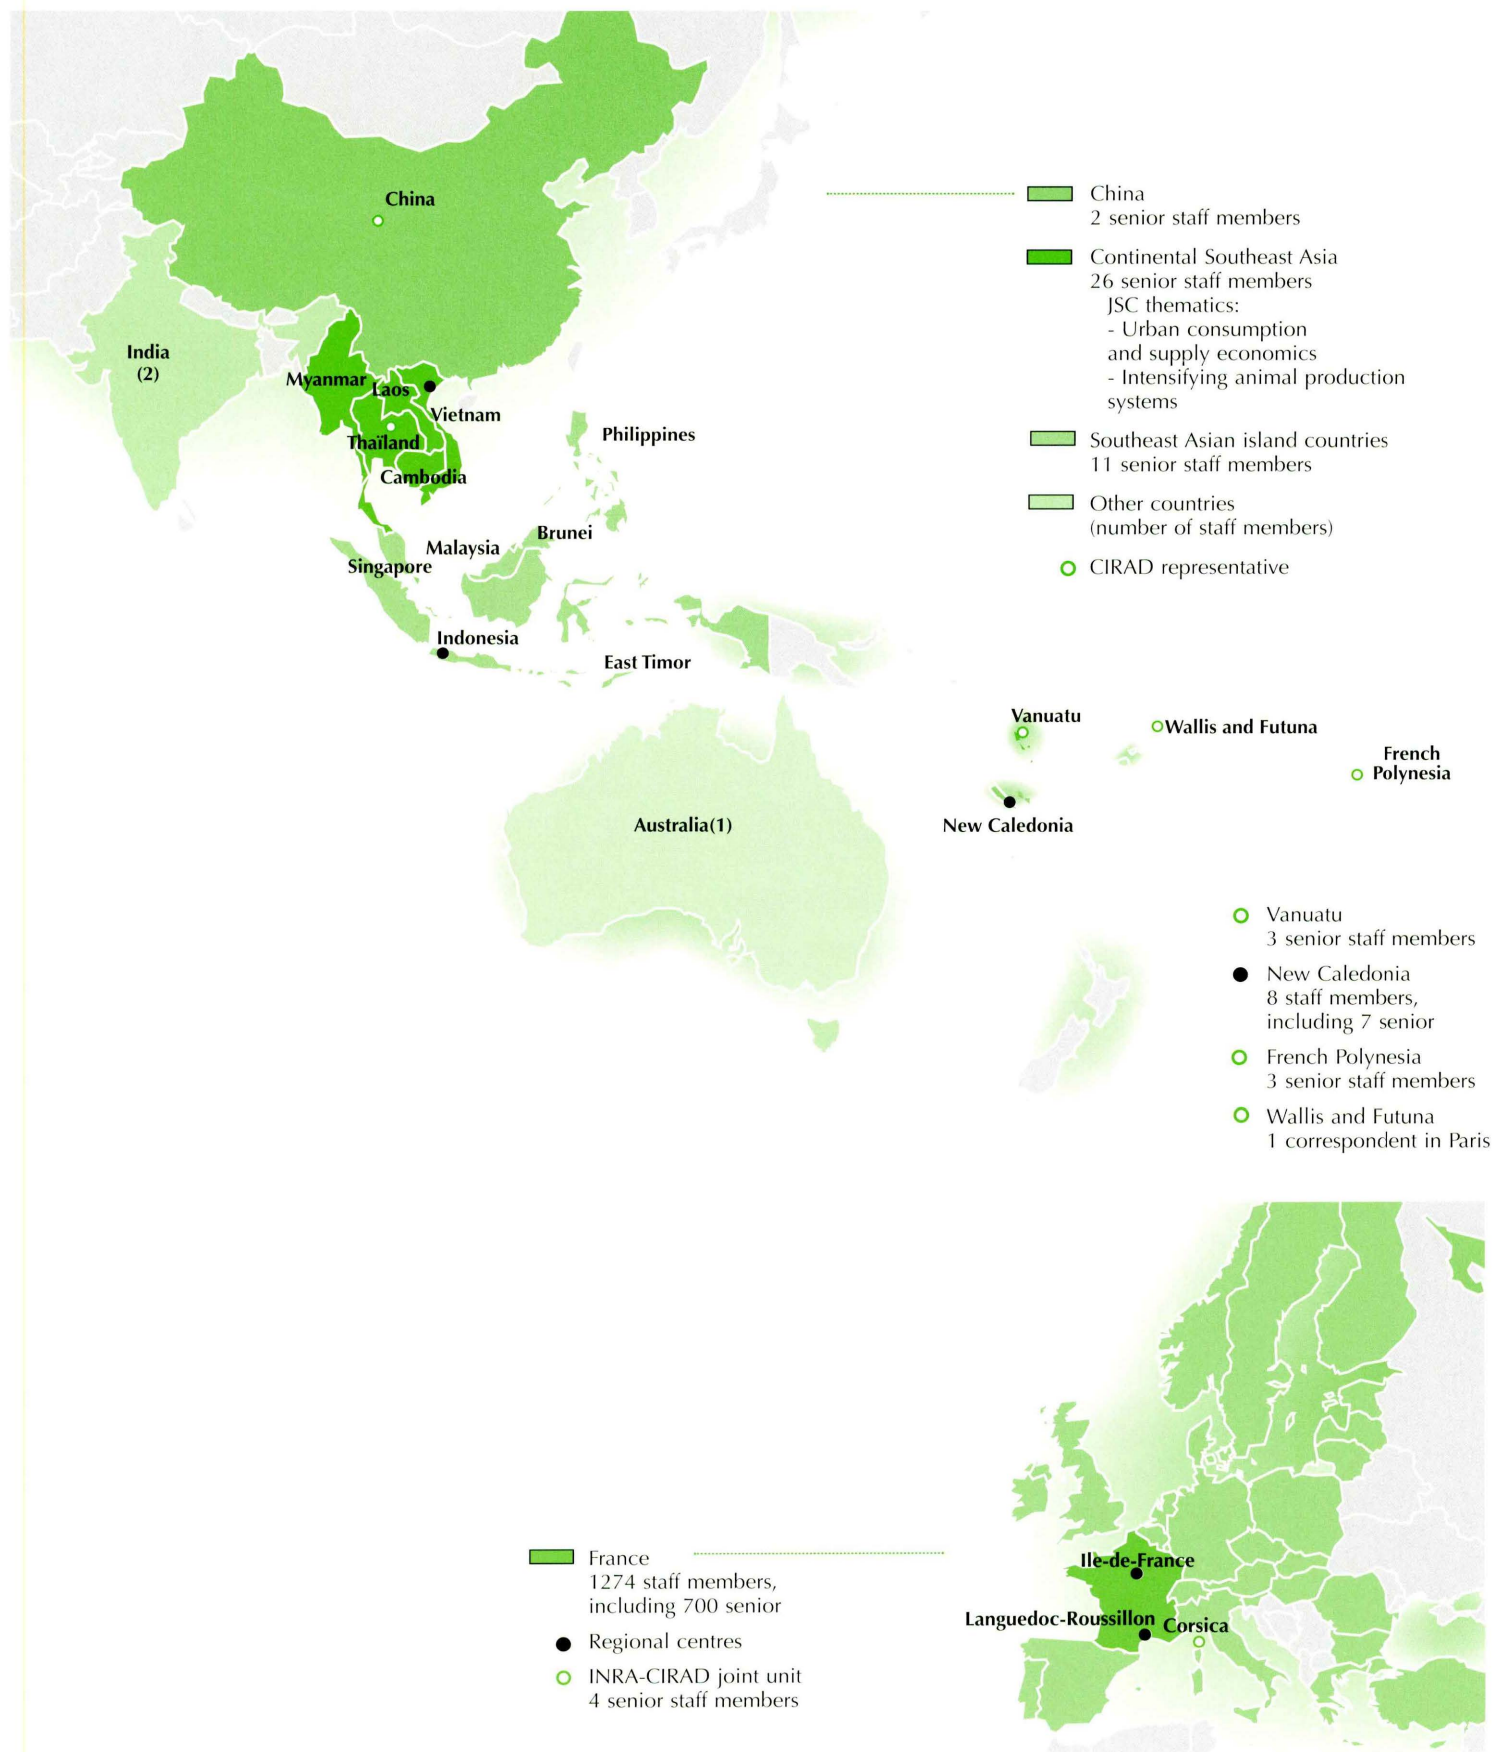 China
India
(2)
Myanmar
Laos
Vietnam
Thaïland
Cambodia
Philippines
Brunei
Malaysia
Singapore
Indonesia
East Timor
China
2 senior staff members
Continental Southeast Asia
26 senior staff members
JSC thematics:
- Urban consumption
and supply economics
- Intensifying animal production
systems
Southeast Asian island countries
11 senior staff members
Other countries
(number of staff members)
CIRAD representative
Vanuatu
Wallis and Futuna
French
Polynesia
New Caledonia
Australia(1)
Vanuatu
3 senior staff members
New Caledonia
8 staff members,
including 7 senior
French Polynesia
3 senior staff members
Wallis and Futuna
1 correspondent in Paris
France
1274 staff members,
including 700 senior
Regional centres
INRA-CIRAD joint unit
4 senior staff members
Ile-de-France
Languedoc-Roussillon
Corsica